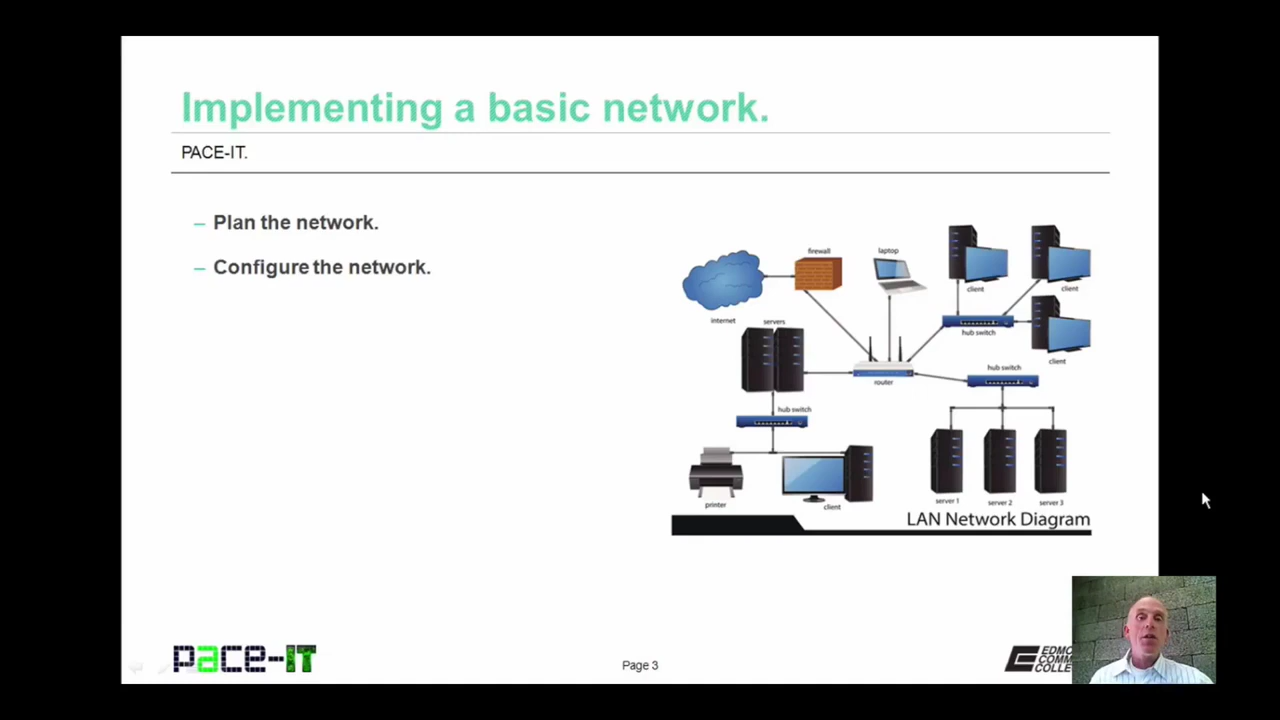 Implementing a basic network.
PACE-IT.
– Plan the network.
– Configure the network.
firewall
laptop
client
client
internet
servers
hub switch
client
router
hub switch
hub switch
printer
client
server 1
server 2
server 3
LAN Network Diagram
pace-IT
Page 3
COLLE